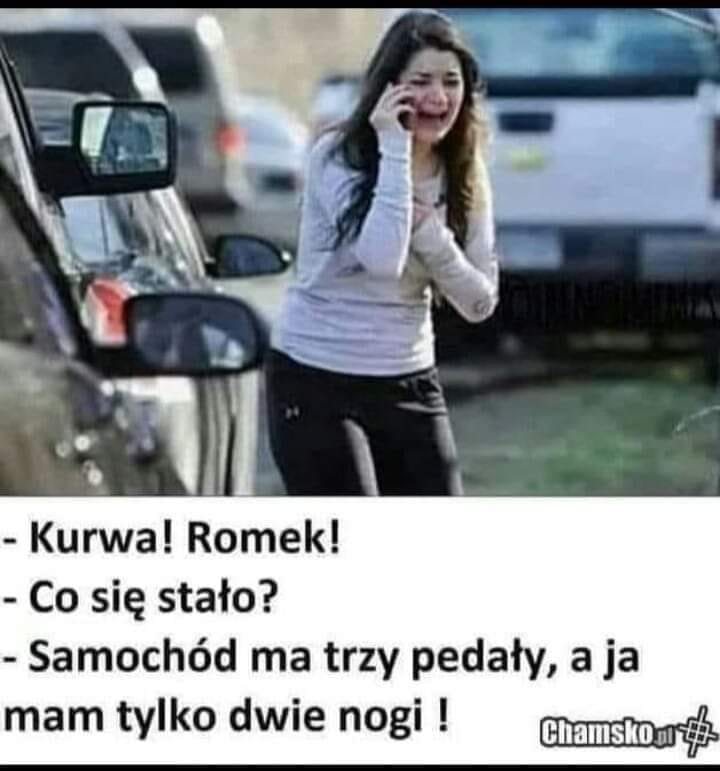 - Kurwa! Romek!
- Co się stało?
- Samochód ma trzy pedały, a ja
mam tylko dwie nogi !
Chamsko.pl